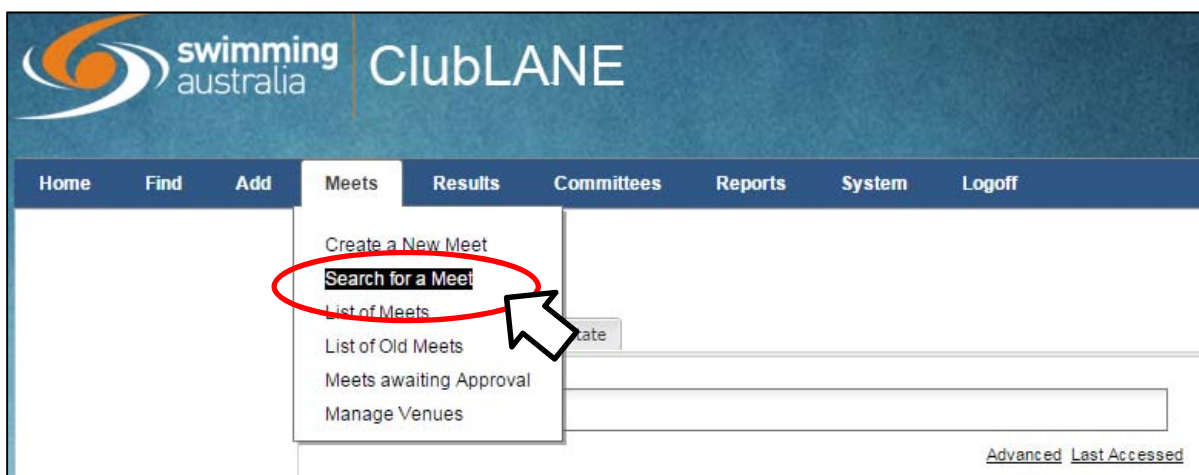 swimming
australia
ClubLANE
Home Find Add Meets Results Committees Reports System Logoff
Create a New Meet
Search for a Meet
List of Meets
List of Old Meets
Meets awaiting Approval
Manage Venues
tate
Advanced Last Accessed